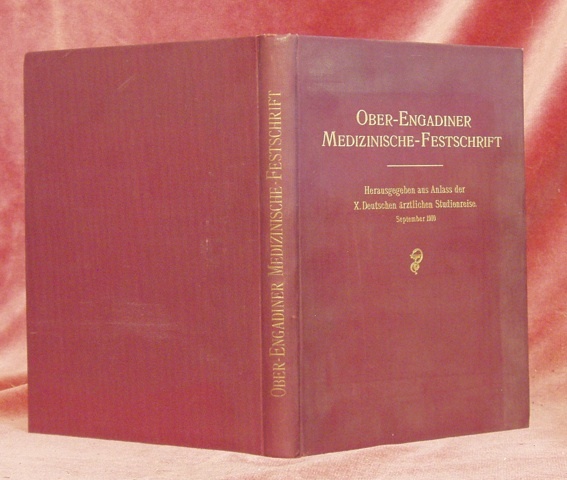 OBER-ENGADINER MEDIZINISCHE-FESTSCHRIFT
OBER-ENGADINER
MEDIZINISCHE-FESTSCHRIFT
Herausgegeben aus Anlass der
X. Deutschen ärztlichen Studienreise.
September